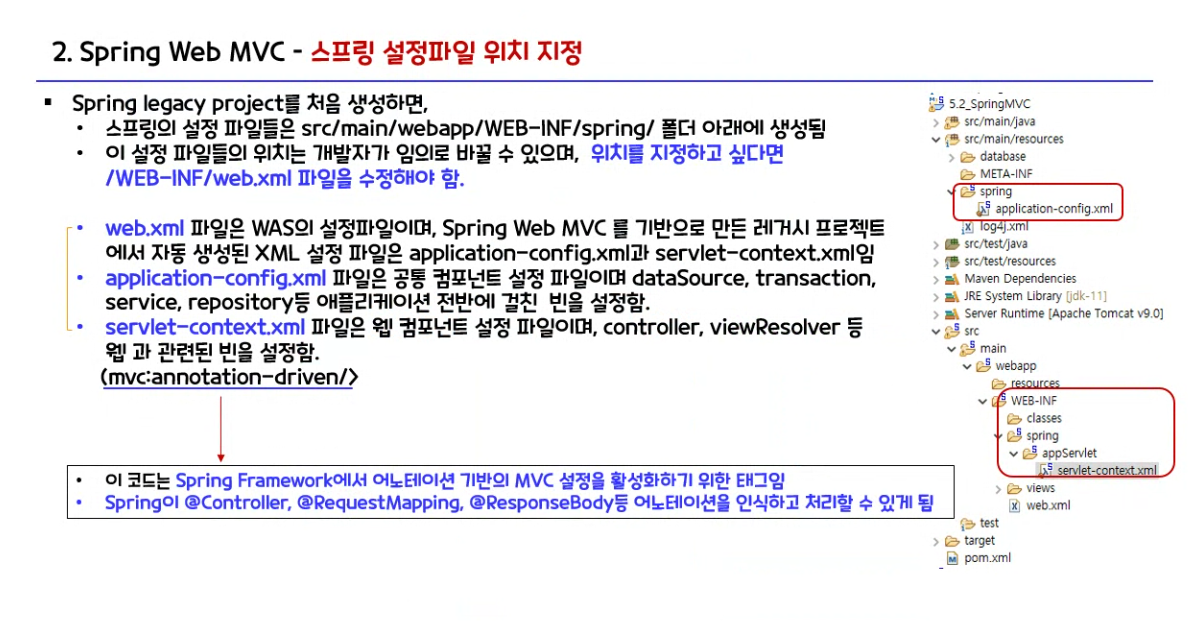 2. Spring Web MVC - 스프링 설정파일 위치 지정
▪ Spring legacy project를 처음 생성하면,
• 스프링의 설정 파일들은 src/main/webapp/WEB-INF/spring/ 폴더 아래에 생성됨
• 이 설정 파일들의 위치는 개발자가 임의로 바꿀 수 있으며, 위치를 지정하고 싶다면
/WEB-INF/web.xml 파일을 수정해야 함.
• web.xml 파일은 WAS의 설정파일이며, Spring Web MVC 를 기반으로 만든 레거시 프로젝트
에서 자동 생성된 XML 설정 파일은 application-config.xml과 servlet-context.xml임
• application-config.xml 파일은 공통 컴포넌트 설정 파일이며 dataSource, transaction,
service, repository등 애플리케이션 전반에 걸친 빈을 설정함.
• servlet-context.xml 파일은 웹 컴포넌트 설정 파일이며, controller, viewResolver 등
웹 과 관련된 빈을 설정함.
(mvc:annotation-driven/>
• 이 코드는 Spring Framework에서 어노테이션 기반의 MVC 설정을 활성화하기 위한 태그임
• Spring이 @Controller, @RequestMapping, @ResponseBody등 어노테이션을 인식하고 처리할 수 있게 됨
5.2_SpringMVC
src/main/java
src/main/resources
database
META-INF
spring
application-config.xml
log4j.xml
src/test/java
src/test/resources
Maven Dependencies
JRE System Library [jdk-11]
Server Runtime [Apache Tomcat v9.0]
src
main
webapp
resources
WEB-INF
classes
spring
appServlet
servlet-context.xml
views
web.xml
test
target
pom.xml